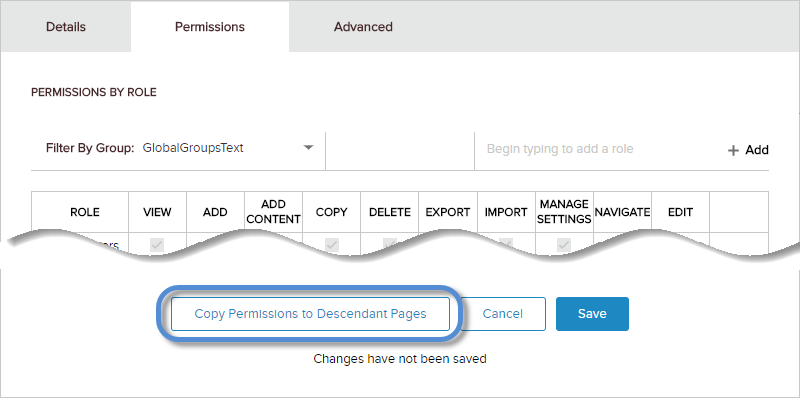 Details Permissions Advanced
PERMISSIONS BY ROLE
Filter By Group: GlobalGroupsText Begin typing to add a role + Add
ROLE VIEW ADD ADD CONTENT COPY DELETE EXPORT IMPORT MANAGE SETTINGS NAVIGATE EDIT
Copy Permissions to Descendant Pages Cancel Save
Changes have not been saved